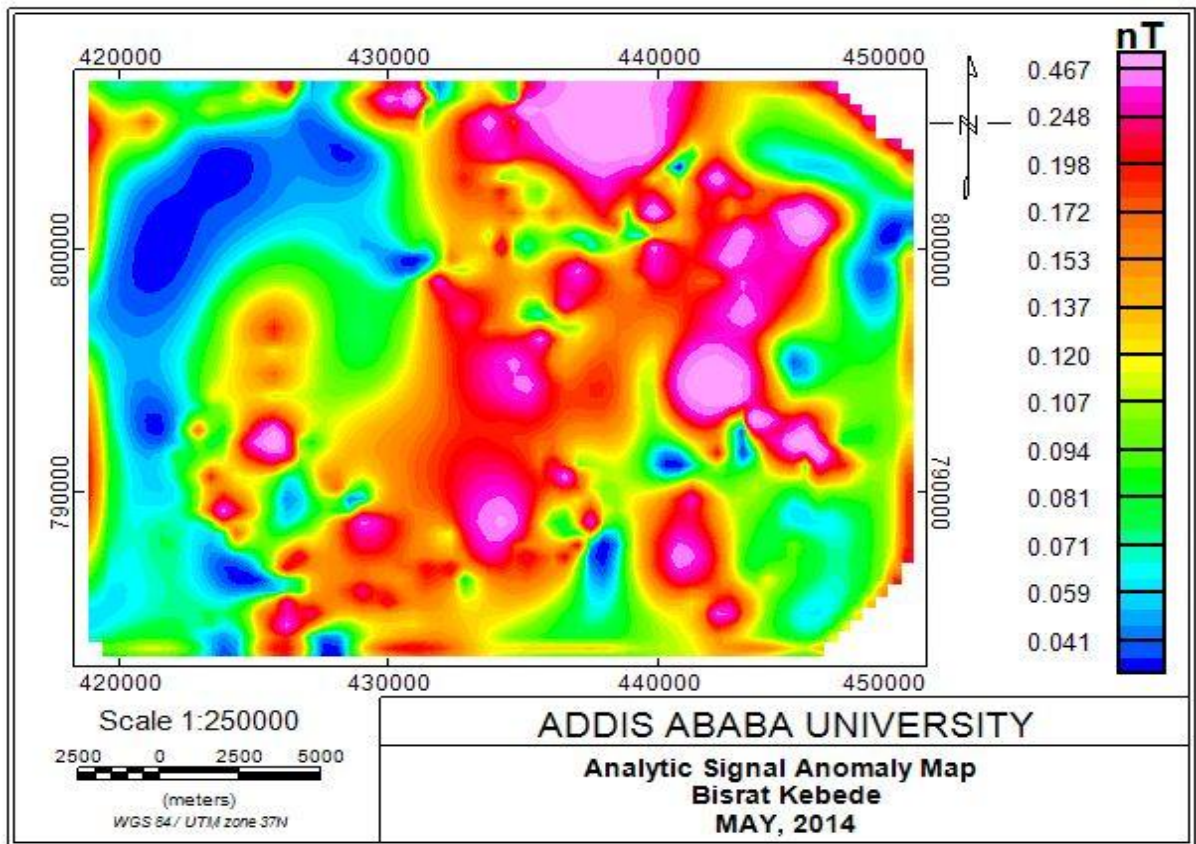 nT
420000 430000 440000 450000
0.467
0.248
0.198
0.172
0.153
0.137
0.120
0.107
0.094
0.081
0.071
0.059
0.041
N
800000 800000
790000 790000
420000 430000 440000 450000
Scale 1:250000
2500 0 2500 5000
(meters)
WGS 84 / UTM zone 37N
ADDIS ABABA UNIVERSITY
Analytic Signal Anomaly Map
Bisrat Kebede
MAY, 2014